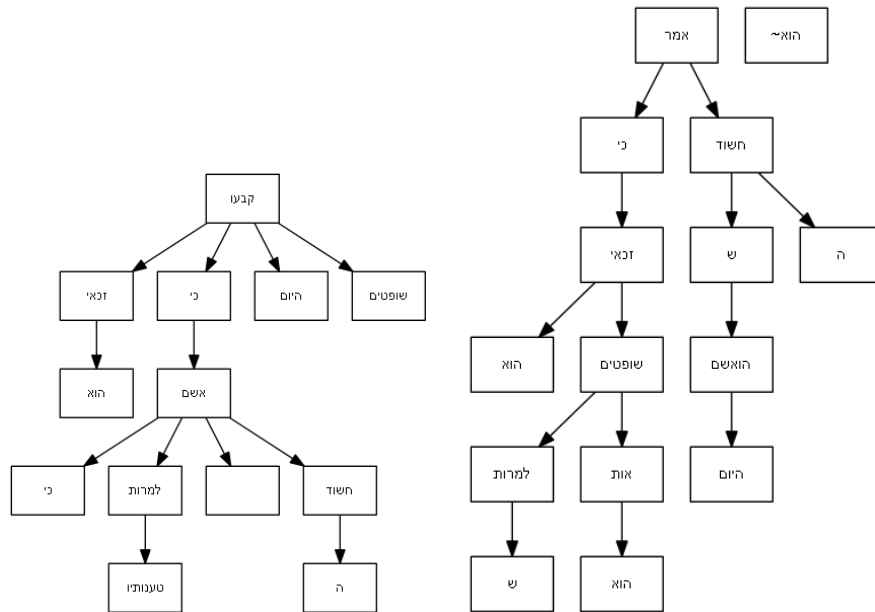 הוא~
אמר
חשוד
כי
ה
ש
זכאי
הואשם
שופטים
הוא
היום
אות
למרות
הוא
ש
קבעו
שופטים
היום
כי
זכאי
אשם
הוא
חשוד
למרות
כי
ה
טענותיו